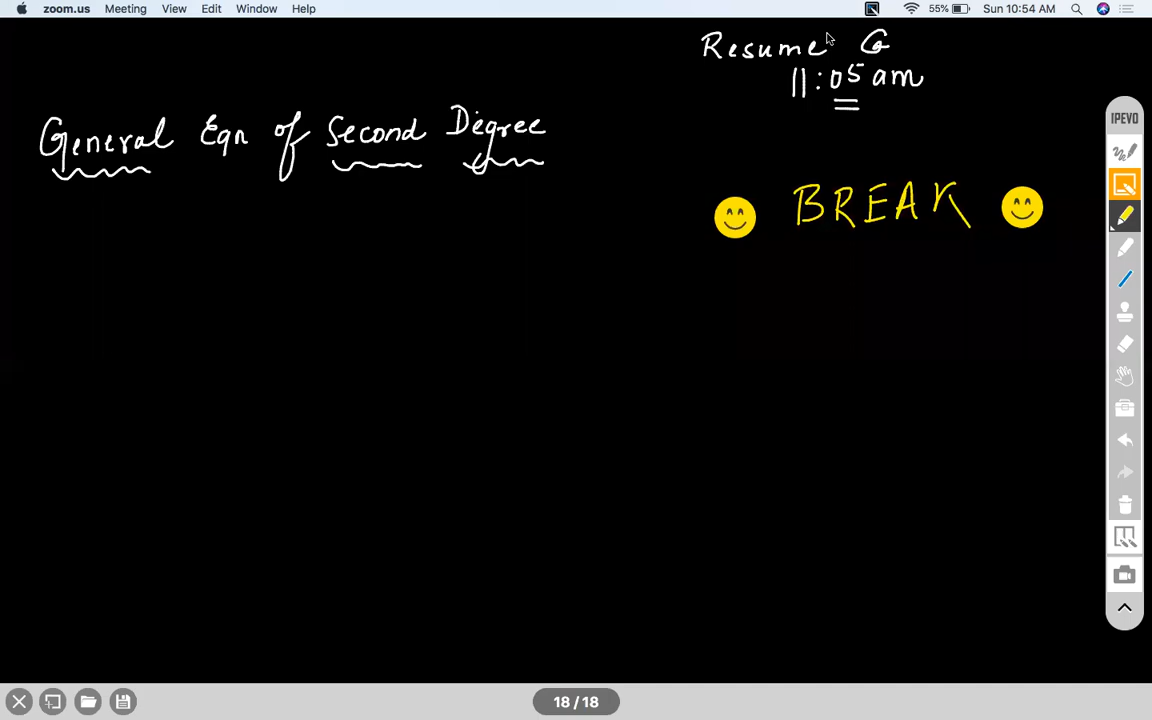 zoom.us Meeting View Edit Window Help 55% Sun 10:54 AM
Resume @
11:05 am
General Eqn of Second Degree
IPEVO
BREAK
18/18